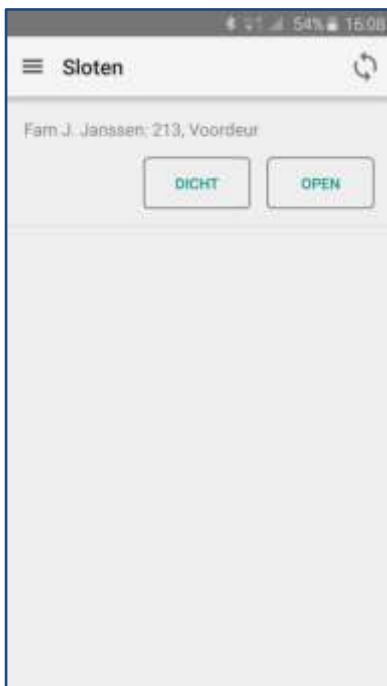 54% 16:08
Sloten
Fam J. Janssen: 213, Voordeur
DICHT OPEN